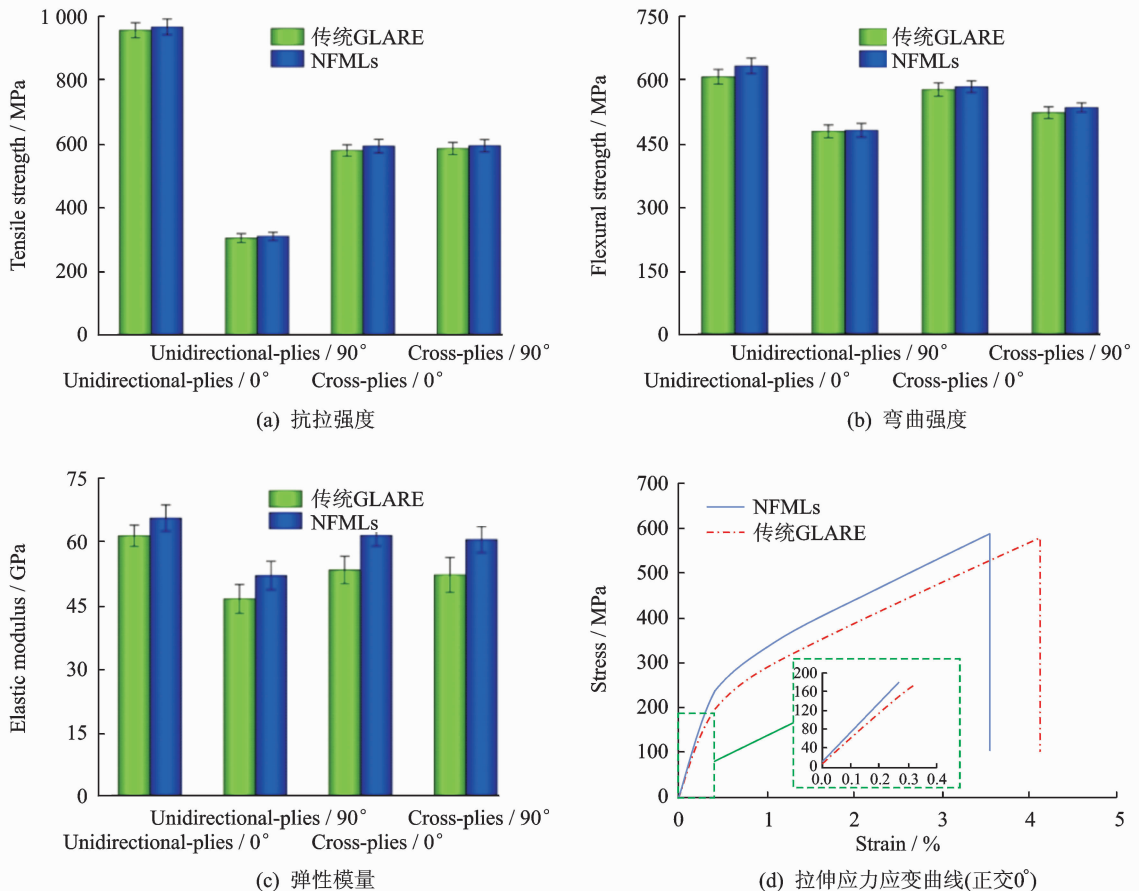 1 000
800
600
400
200
0
Tensile strength / MPa
传统GLARE
NFMLs
Unidirectional-plies / 90°
Cross-plies / 90°
Unidirectional-plies / 0°
Cross-plies / 0°
(a) 抗拉强度
750
600
450
300
150
0
Flexural strength / MPa
传统GLARE
NFMLs
Unidirectional-plies / 90°
Cross-plies / 90°
Unidirectional-plies / 0°
Cross-plies / 0°
(b) 弯曲强度
75
60
45
30
15
0
Elastic modulus / GPa
传统GLARE
NFMLs
Unidirectional-plies / 90°
Cross-plies / 90°
Unidirectional-plies / 0°
Cross-plies / 0°
(c) 弹性模量
700
600
500
400
300
200
100
0
Stress / MPa
NFMLs
传统GLARE
200
160
120
80
40
0
0.0 0.1 0.2 0.3 0.4
0 1 2 3 4 5
Strain / %
(d) 拉伸应力应变曲线(正交0°)